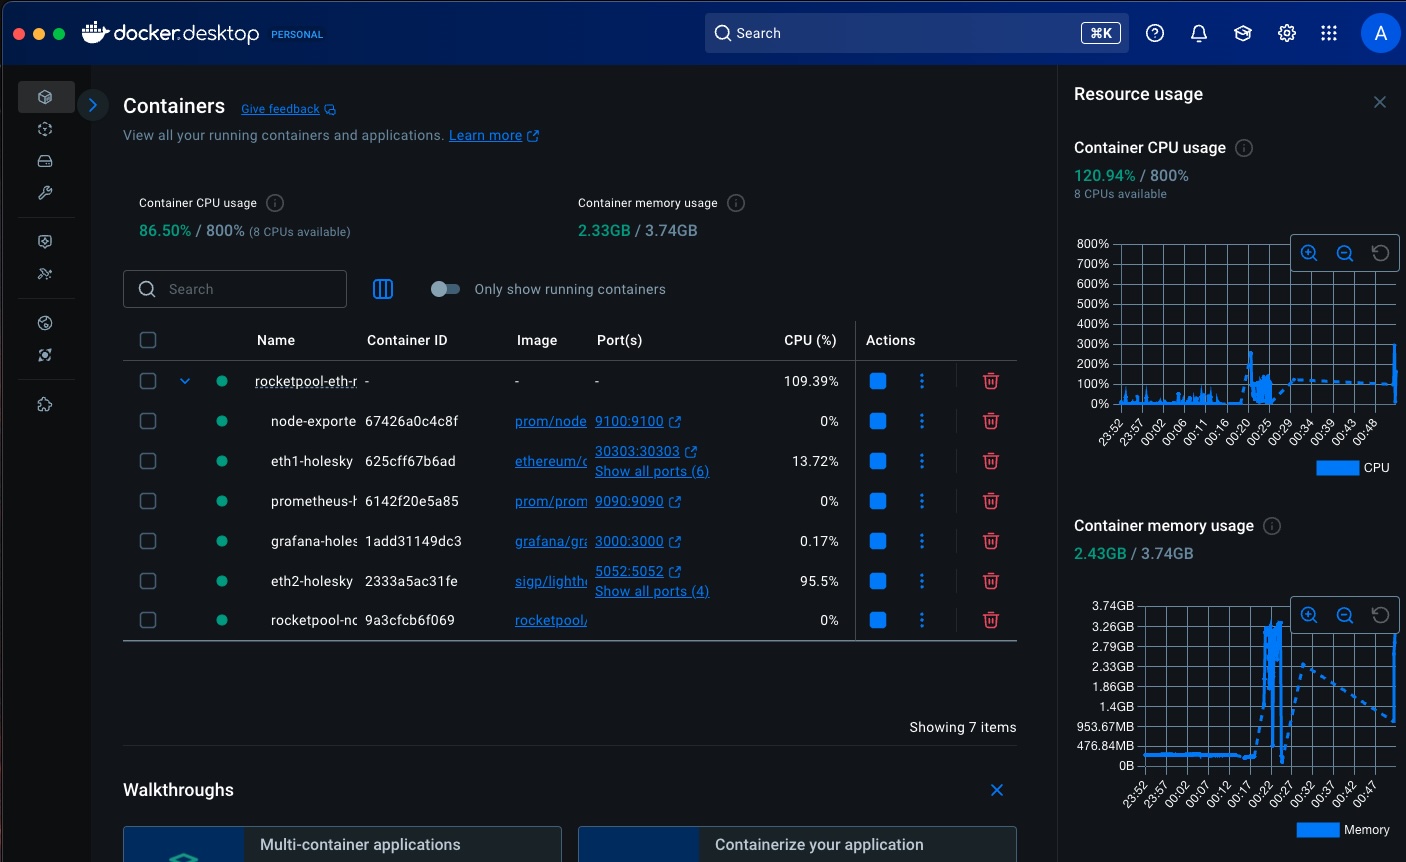 docker.desktop PERSONAL
Search ⌘K
A
Containers Give feedback
View all your running containers and applications. Learn more
Container CPU usage
86.50% / 800% (8 CPUs available)
Container memory usage
2.33GB / 3.74GB
Search
Only show running containers
Name Container ID Image Port(s) CPU (%) Actions
rocketpool-eth-r - - - 109.39%
node-exporte 67426a0c4c8f prom/node 9100:9100 0%
eth1-holesky 625cff67b6ad ethereum/c 30303:30303 13.72%
Show all ports (6)
prometheus-h 6142f20e5a85 prom/prom 9090:9090 0%
grafana-holes 1add31149dc3 grafana/gra 3000:3000 0.17%
eth2-holesky 2333a5ac31fe sigp/lighth 5052:5052 95.5%
Show all ports (4)
rocketpool-nc 9a3cfcb6f069 rocketpool/ 0%
Showing 7 items
Walkthroughs
Multi-container applications
Containerize your application
Resource usage
Container CPU usage
120.94% / 800%
8 CPUs available
800%
700%
600%
500%
400%
300%
200%
100%
0%
23:52 23:57 00:02 00:06 00:11 00:16 00:20 00:25 00:29 00:34 00:39 00:43 00:48
CPU
Container memory usage
2.43GB / 3.74GB
3.74GB
3.26GB
2.79GB
2.33GB
1.86GB
1.4GB
953.67MB
476.84MB
0B
23:52 23:57 00:02 00:07 00:12 00:17 00:22 00:27 00:32 00:37 00:42 00:47
Memory